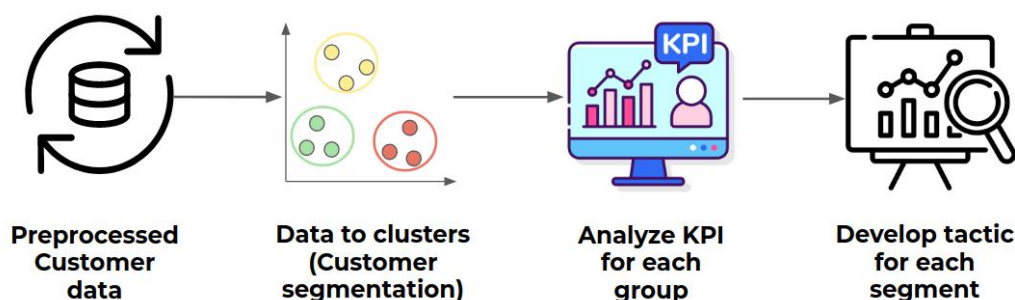 KPI
Preprocessed
Customer
data
Data to clusters
(Customer
segmentation)
Analyze KPI
for each
group
Develop tactic
for each
segment